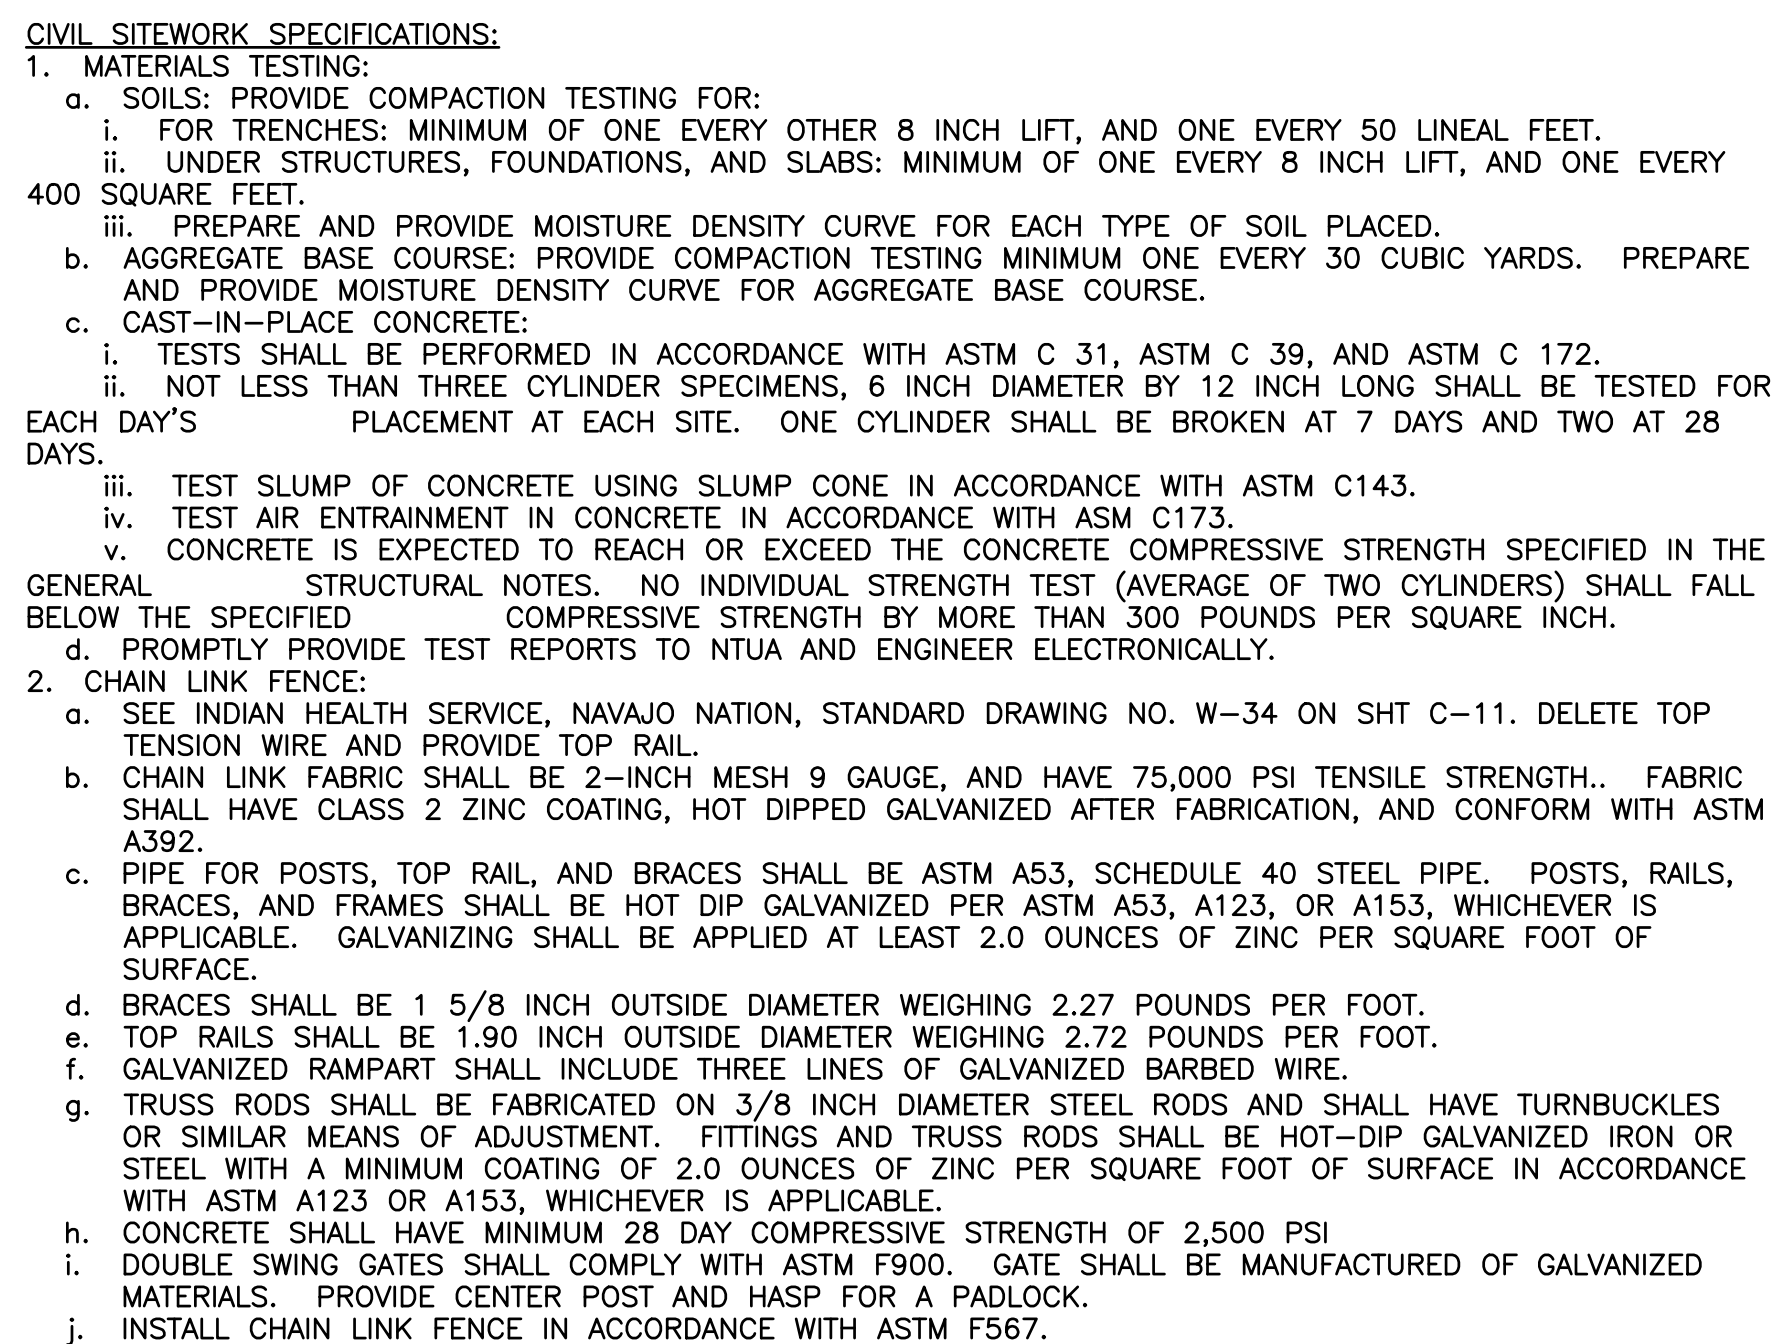 CIVIL SITEWORK SPECIFICATIONS:
1. MATERIALS TESTING:
a. SOILS: PROVIDE COMPACTION TESTING FOR:
i. FOR TRENCHES: MINIMUM OF ONE EVERY OTHER 8 INCH LIFT, AND ONE EVERY 50 LINEAL FEET.
ii. UNDER STRUCTURES, FOUNDATIONS, AND SLABS: MINIMUM OF ONE EVERY 8 INCH LIFT, AND ONE EVERY
400 SQUARE FEET.
iii. PREPARE AND PROVIDE MOISTURE DENSITY CURVE FOR EACH TYPE OF SOIL PLACED.
b. AGGREGATE BASE COURSE: PROVIDE COMPACTION TESTING MINIMUM ONE EVERY 30 CUBIC YARDS. PREPARE
AND PROVIDE MOISTURE DENSITY CURVE FOR AGGREGATE BASE COURSE.
c. CAST-IN-PLACE CONCRETE:
i. TESTS SHALL BE PERFORMED IN ACCORDANCE WITH ASTM C 31, ASTM C 39, AND ASTM C 172.
ii. NOT LESS THAN THREE CYLINDER SPECIMENS, 6 INCH DIAMETER BY 12 INCH LONG SHALL BE TESTED FOR
EACH DAY'S PLACEMENT AT EACH SITE. ONE CYLINDER SHALL BE BROKEN AT 7 DAYS AND TWO AT 28
DAYS.
iii. TEST SLUMP OF CONCRETE USING SLUMP CONE IN ACCORDANCE WITH ASTM C143.
iv. TEST AIR ENTRAINMENT IN CONCRETE IN ACCORDANCE WITH ASM C173.
v. CONCRETE IS EXPECTED TO REACH OR EXCEED THE CONCRETE COMPRESSIVE STRENGTH SPECIFIED IN THE
GENERAL STRUCTURAL NOTES. NO INDIVIDUAL STRENGTH TEST (AVERAGE OF TWO CYLINDERS) SHALL FALL
BELOW THE SPECIFIED COMPRESSIVE STRENGTH BY MORE THAN 300 POUNDS PER SQUARE INCH.
d. PROMPTLY PROVIDE TEST REPORTS TO NTUA AND ENGINEER ELECTRONICALLY.
2. CHAIN LINK FENCE:
a. SEE INDIAN HEALTH SERVICE, NAVAJO NATION, STANDARD DRAWING NO. W-34 ON SHT C-11. DELETE TOP
TENSION WIRE AND PROVIDE TOP RAIL.
b. CHAIN LINK FABRIC SHALL BE 2-INCH MESH 9 GAUGE, AND HAVE 75,000 PSI TENSILE STRENGTH.. FABRIC
SHALL HAVE CLASS 2 ZINC COATING, HOT DIPPED GALVANIZED AFTER FABRICATION, AND CONFORM WITH ASTM
A392.
c. PIPE FOR POSTS, TOP RAIL, AND BRACES SHALL BE ASTM A53, SCHEDULE 40 STEEL PIPE. POSTS, RAILS,
BRACES, AND FRAMES SHALL BE HOT DIP GALVANIZED PER ASTM A53, A123, OR A153, WHICHEVER IS
APPLICABLE. GALVANIZING SHALL BE APPLIED AT LEAST 2.0 OUNCES OF ZINC PER SQUARE FOOT OF
SURFACE.
d. BRACES SHALL BE 1 5/8 INCH OUTSIDE DIAMETER WEIGHING 2.27 POUNDS PER FOOT.
e. TOP RAILS SHALL BE 1.90 INCH OUTSIDE DIAMETER WEIGHING 2.72 POUNDS PER FOOT.
f. GALVANIZED RAMPART SHALL INCLUDE THREE LINES OF GALVANIZED BARBED WIRE.
g. TRUSS RODS SHALL BE FABRICATED ON 3/8 INCH DIAMETER STEEL RODS AND SHALL HAVE TURNBUCKLES
OR SIMILAR MEANS OF ADJUSTMENT. FITTINGS AND TRUSS RODS SHALL BE HOT-DIP GALVANIZED IRON OR
STEEL WITH A MINIMUM COATING OF 2.0 OUNCES OF ZINC PER SQUARE FOOT OF SURFACE IN ACCORDANCE
WITH ASTM A123 OR A153, WHICHEVER IS APPLICABLE.
h. CONCRETE SHALL HAVE MINIMUM 28 DAY COMPRESSIVE STRENGTH OF 2,500 PSI
i. DOUBLE SWING GATES SHALL COMPLY WITH ASTM F900. GATE SHALL BE MANUFACTURED OF GALVANIZED
MATERIALS. PROVIDE CENTER POST AND HASP FOR A PADLOCK.
j. INSTALL CHAIN LINK FENCE IN ACCORDANCE WITH ASTM F567.